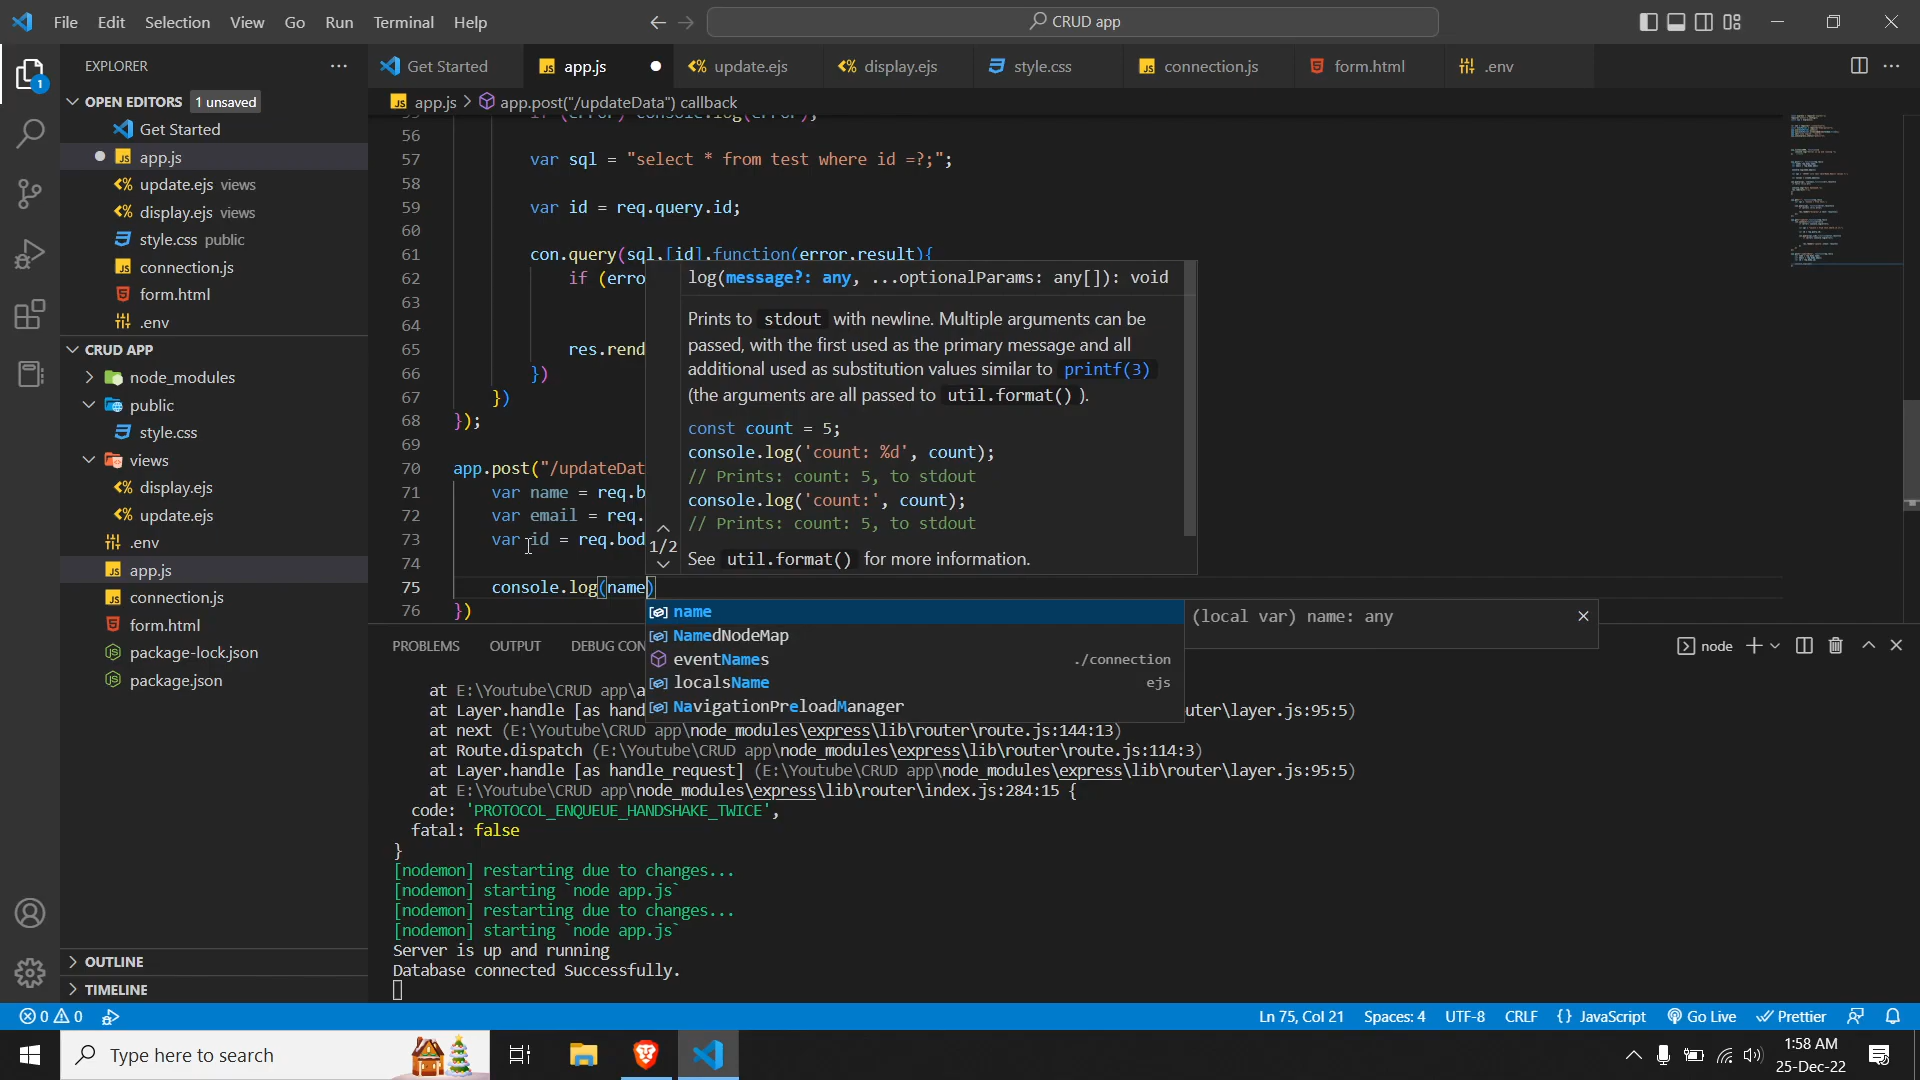 File Edit Selection View Go Run Terminal Help
CRUD app
EXPLORER
OPEN EDITORS 1 unsaved
Get Started
app.js
update.ejs views
display.ejs views
style.css public
connection.js
form.html
.env
CRUD APP
node_modules
public
style.css
views
display.ejs
update.ejs
.env
app.js
connection.js
form.html
package-lock.json
package.json
OUTLINE
TIMELINE
Get Started app.js update.ejs display.ejs style.css connection.js form.html .env
app.js > app.post("/updateData") callback
56
57 var sql = "select * from test where id =?;";
58
59 var id = req.query.id;
60
61 con.query(sql,[id],function(error,result){
62 if (erro
63
64
65 res.rend
66 })
67 })
68 });
69
70 app.post("/updateDat
71 var name = req.b
72 var email = req.
73 var id = req.bod
74
75 console.log(name)
76 })
log(message?: any, ...optionalParams: any[]): void
Prints to stdout with newline. Multiple arguments can be
passed, with the first used as the primary message and all
additional used as substitution values similar to printf(3)
(the arguments are all passed to util.format() ).
const count = 5;
console.log('count: %d', count);
// Prints: count: 5, to stdout
console.log('count:', count);
// Prints: count: 5, to stdout
1/2
See util.format() for more information.
name
NamedNodeMap
eventNames ./connection
localsName ejs
NavigationPreloadManager
(local var) name: any
PROBLEMS OUTPUT DEBUG CON
node
at E:\Youtube\CRUD app\a
at Layer.handle [as hand uter\layer.js:95:5)
at next (E:\Youtube\CRUD app\node_modules\express\lib\router\route.js:144:13)
at Route.dispatch (E:\Youtube\CRUD app\node_modules\express\lib\router\route.js:114:3)
at Layer.handle [as handle_request] (E:\Youtube\CRUD app\node_modules\express\lib\router\layer.js:95:5)
at E:\Youtube\CRUD app\node_modules\express\lib\router\index.js:284:15 {
code: 'PROTOCOL_ENQUEUE_HANDSHAKE_TWICE',
fatal: false
}
[nodemon] restarting due to changes...
[nodemon] starting `node app.js`
[nodemon] restarting due to changes...
[nodemon] starting `node app.js`
Server is up and running
Database connected Successfully.
0 0
Ln 75, Col 21 Spaces: 4 UTF-8 CRLF {} JavaScript Go Live Prettier
Type here to search
1:58 AM
25-Dec-22